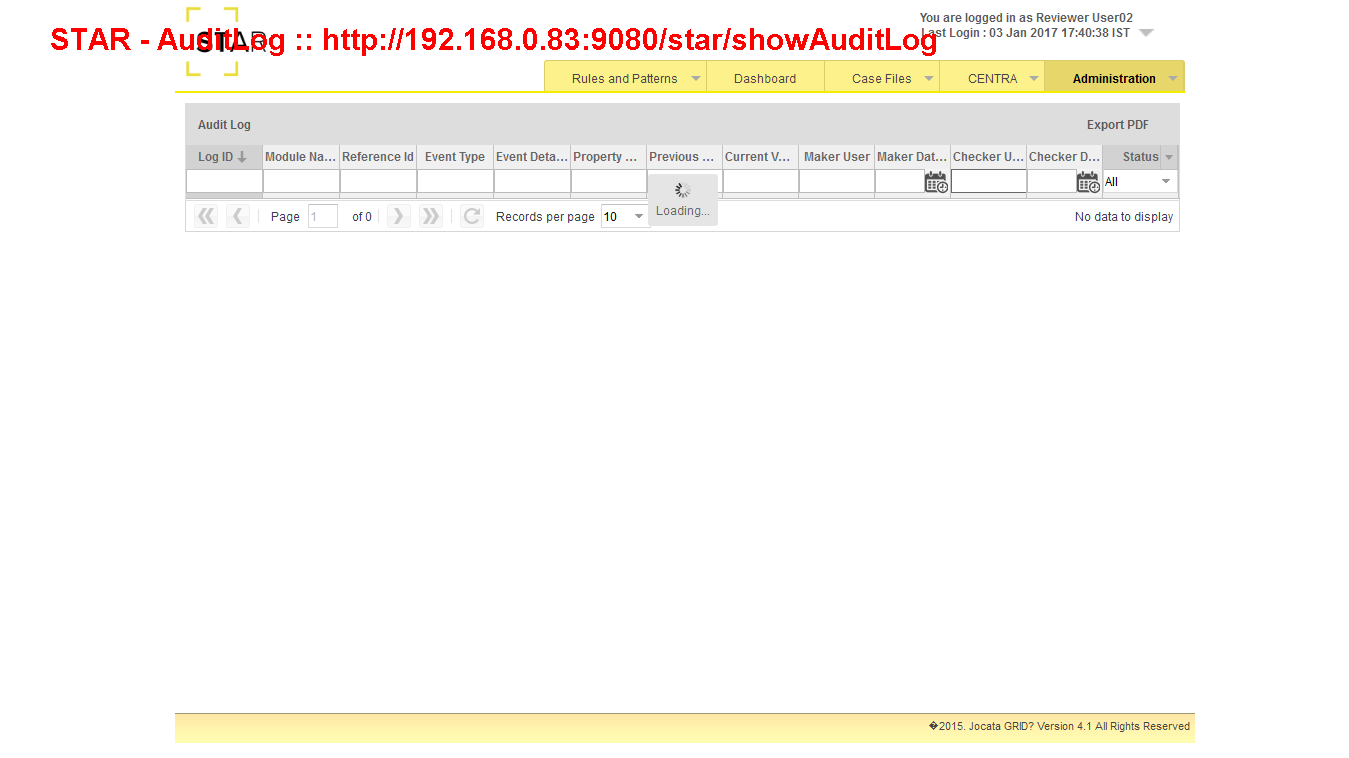 You are logged in as Reviewer User02
STAR - AuditLog :: http://192.168.0.83:9080/star/showAuditLog
STAR
Last Login : 03 Jan 2017 17:40:38 IST
Rules and Patterns Dashboard Case Files CENTRA Administration
Audit Log Export PDF
Log ID Module Na... Reference Id Event Type Event Deta... Property ... Previous ... Current V... Maker User Maker Dat... Checker U... Checker D... Status
All
Loading...
Page 1 of 0 Records per page 10 No data to display
�2015. Jocata GRID? Version 4.1 All Rights Reserved